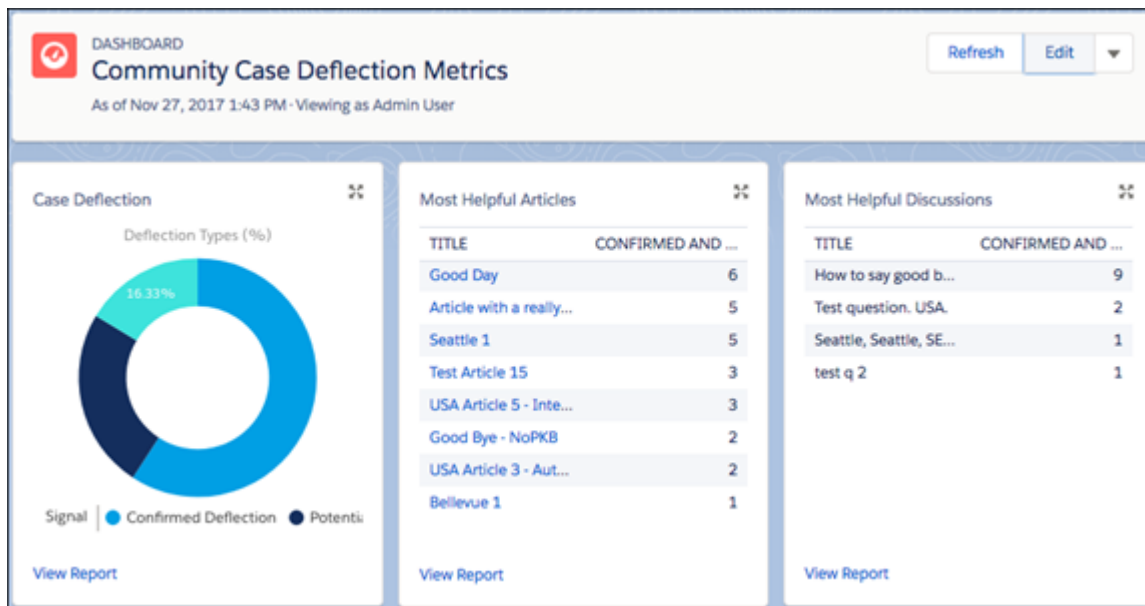 DASHBOARD
Community Case Deflection Metrics
As of Nov 27, 2017 1:43 PM·Viewing as Admin User
Refresh
Edit
Case Deflection
Deflection Types (%)
16.33%
Signal
Confirmed Deflection
Potentia
View Report
Most Helpful Articles
TITLE CONFIRMED AND ...
Good Day 6
Article with a really... 5
Seattle 1 5
Test Article 15 3
USA Article 5 - Inte... 3
Good Bye - NoPKB 2
USA Article 3 - Aut... 2
Bellevue 1 1
View Report
Most Helpful Discussions
TITLE CONFIRMED AND ...
How to say good b... 9
Test question. USA. 2
Seattle, Seattle, SE... 1
test q 2 1
View Report